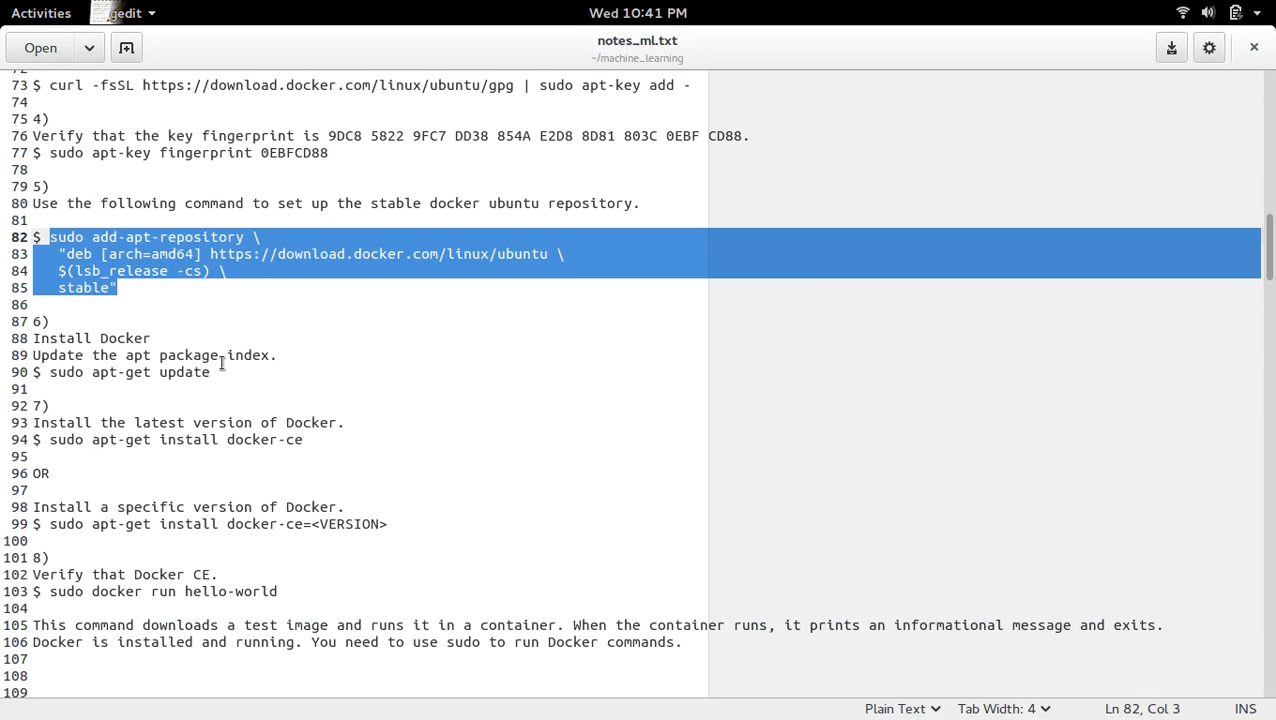 Activities gedit Wed 10:41 PM
Open notes_ml.txt
~/machine_learning
72
73 $ curl -fsSL https://download.docker.com/linux/ubuntu/gpg | sudo apt-key add -
74
75 4)
76 Verify that the key fingerprint is 9DC8 5822 9FC7 DD38 854A E2D8 8D81 803C 0EBF CD88.
77 $ sudo apt-key fingerprint 0EBFCD88
78
79 5)
80 Use the following command to set up the stable docker ubuntu repository.
81
82 $ sudo add-apt-repository \
83 "deb [arch=amd64] https://download.docker.com/linux/ubuntu \
84 $(lsb_release -cs) \
85 stable"
86
87 6)
88 Install Docker
89 Update the apt package index.
90 $ sudo apt-get update
91
92 7)
93 Install the latest version of Docker.
94 $ sudo apt-get install docker-ce
95
96 OR
97
98 Install a specific version of Docker.
99 $ sudo apt-get install docker-ce=<VERSION>
100
101 8)
102 Verify that Docker CE.
103 $ sudo docker run hello-world
104
105 This command downloads a test image and runs it in a container. When the container runs, it prints an informational message and exits.
106 Docker is installed and running. You need to use sudo to run Docker commands.
107
108
109
Plain Text Tab Width: 4 Ln 82, Col 3 INS